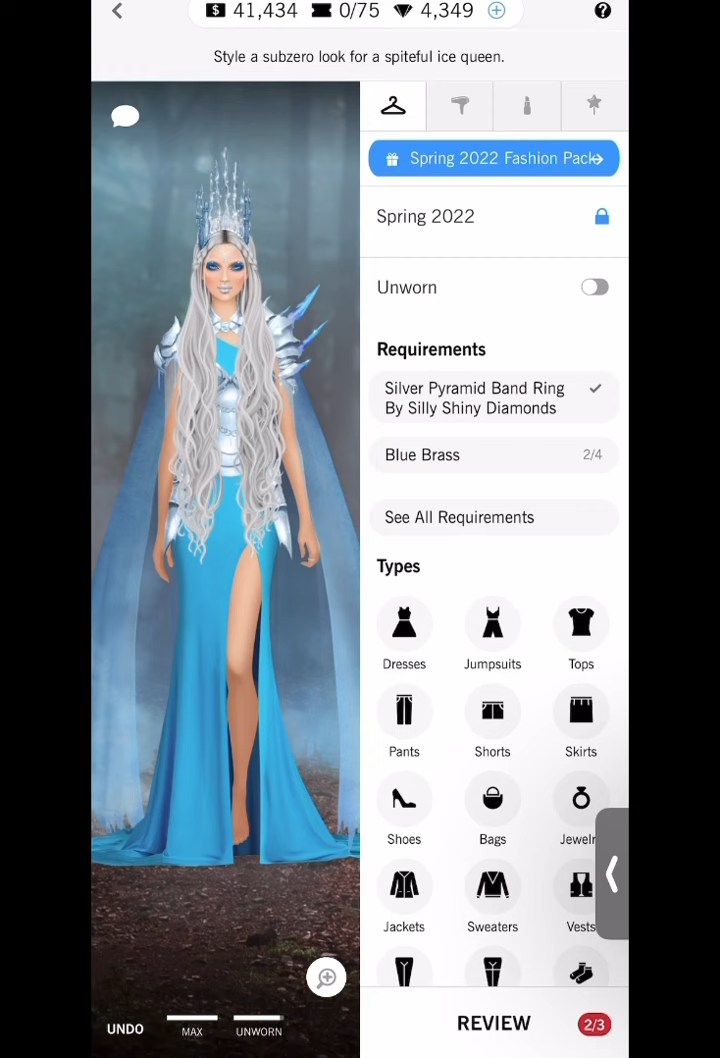 41,434 0/75 4,349
Style a subzero look for a spiteful ice queen.
Spring 2022 Fashion Pack
Spring 2022
Unworn
Requirements
Silver Pyramid Band Ring
By Silly Shiny Diamonds
Blue Brass 2/4
See All Requirements
Types
Dresses Jumpsuits Tops
Pants Shorts Skirts
Shoes Bags Jewelr
Jackets Sweaters Vests
UNDO MAX UNWORN
REVIEW 2/3